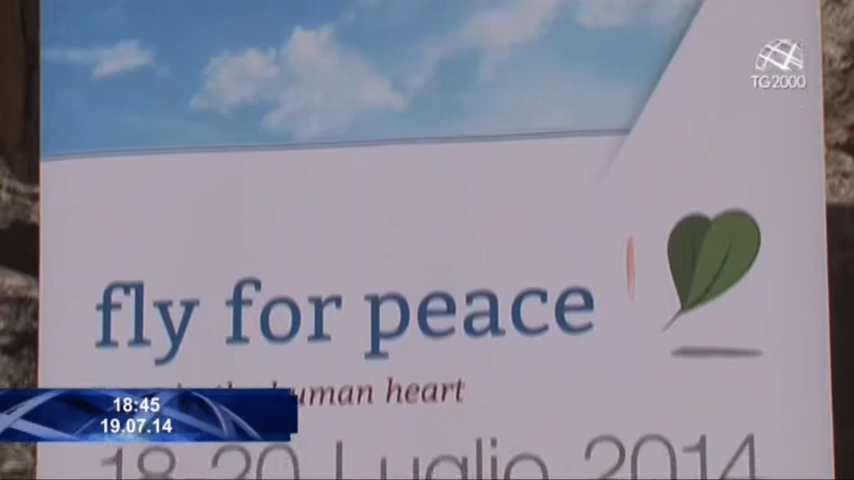 TG2000
fly for peace
human heart
18:45
19.07.14
18-20 Luglio 2014